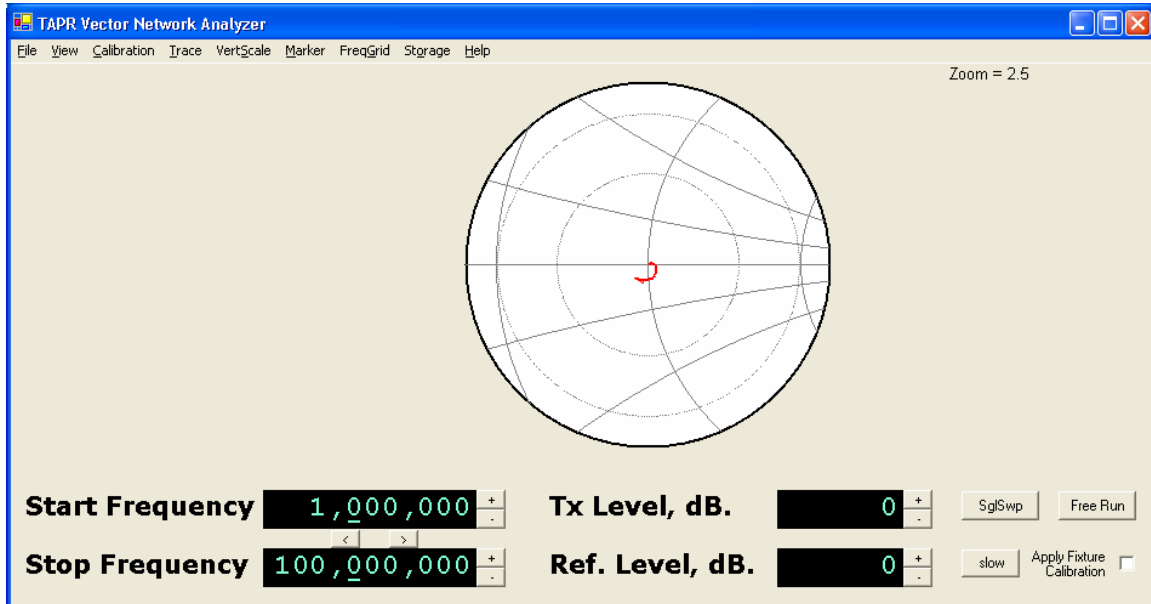 TAPR Vector Network Analyzer
File View Calibration Trace VertScale Marker FreqGrid Storage Help
Zoom = 2.5
Start Frequency 1,000,000 + - Tx Level, dB. 0 + - SglSwp Free Run
< >
Stop Frequency 100,000,000 + - Ref. Level, dB. 0 + - slow Apply Fixture
Calibration